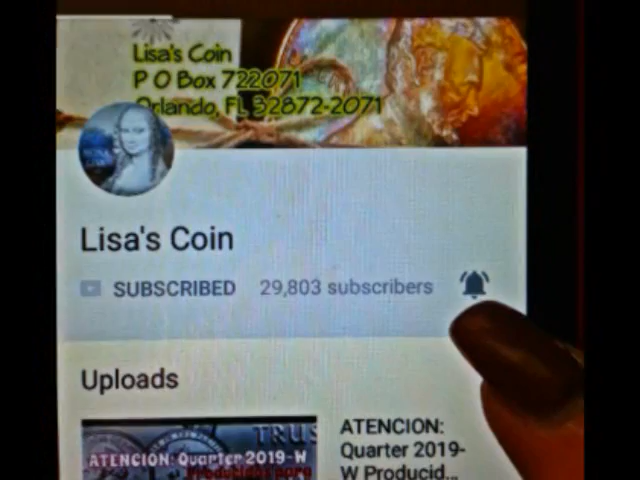 Lisa's Coin
P O Box 722071
Orlando, FL 32872-2071
Lisa's Coin
SUBSCRIBED 29,803 subscribers
Uploads
ATENCION: Quarter 2019-W
ATENCION:
Quarter 2019-
W Producid...
TRUS